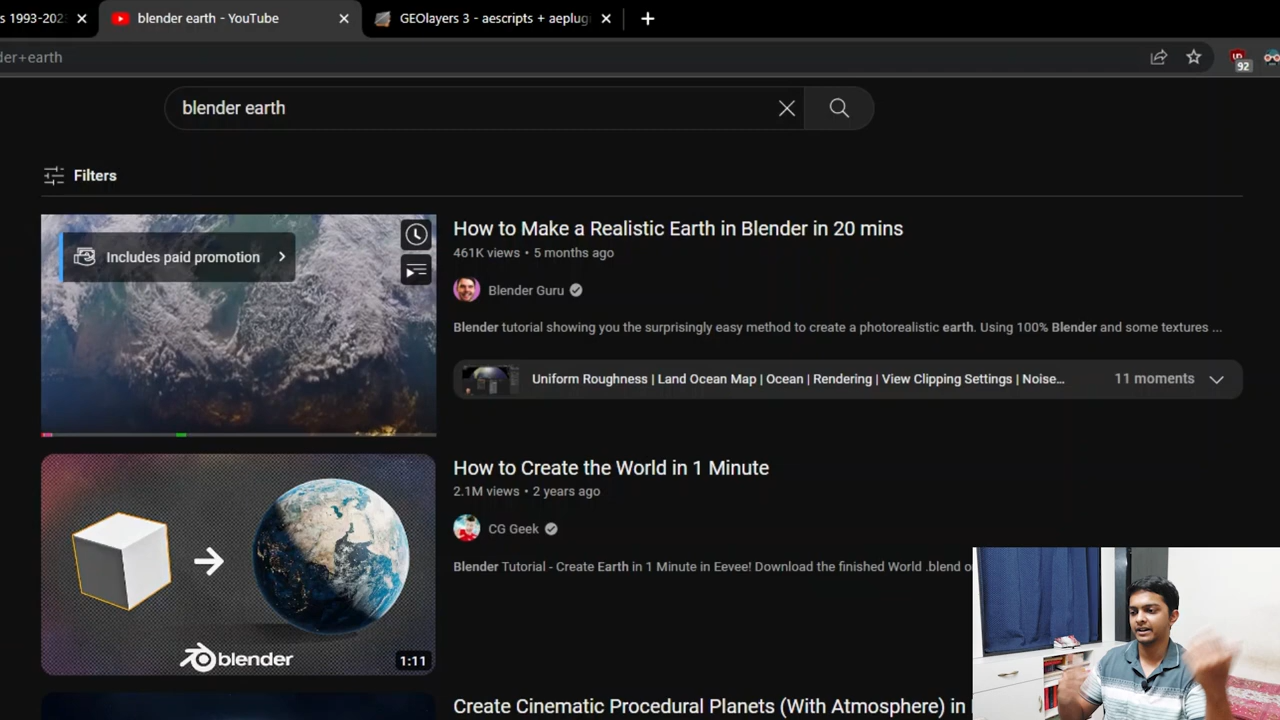 s 1993-202
blender earth - YouTube
GEOlayers 3 - aescripts + aeplug
der+earth
92
blender earth
Filters
Includes paid promotion
How to Make a Realistic Earth in Blender in 20 mins
461K views • 5 months ago
Blender Guru
Blender tutorial showing you the surprisingly easy method to create a photorealistic earth. Using 100% Blender and some textures ...
Uniform Roughness | Land Ocean Map | Ocean | Rendering | View Clipping Settings | Noise...
11 moments
How to Create the World in 1 Minute
2.1M views • 2 years ago
CG Geek
Blender Tutorial - Create Earth in 1 Minute in Eevee! Download the finished World .blend
blender
1:11
Create Cinematic Procedural Planets (With Atmosphere) in